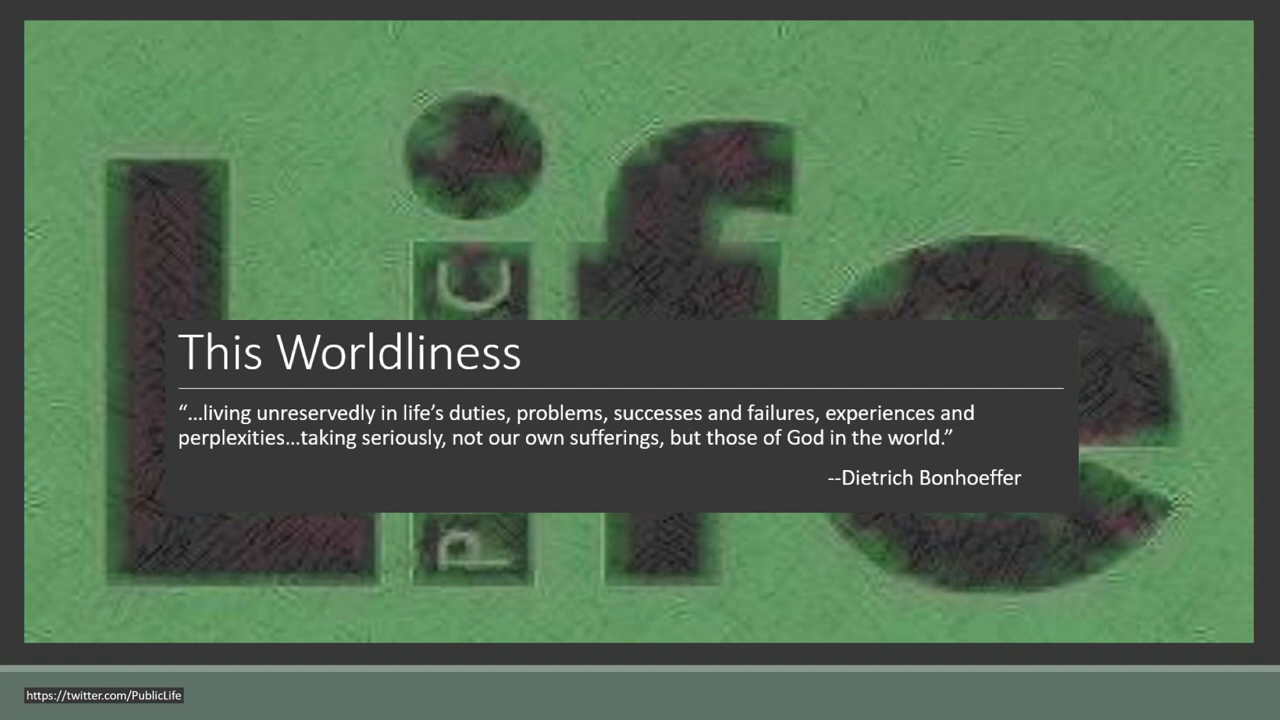 Life
P C
This Worldliness
“...living unreservedly in life’s duties, problems, successes and failures, experiences and
perplexities...taking seriously, not our own sufferings, but those of God in the world.”
--Dietrich Bonhoeffer
https://twitter.com/PublicLife